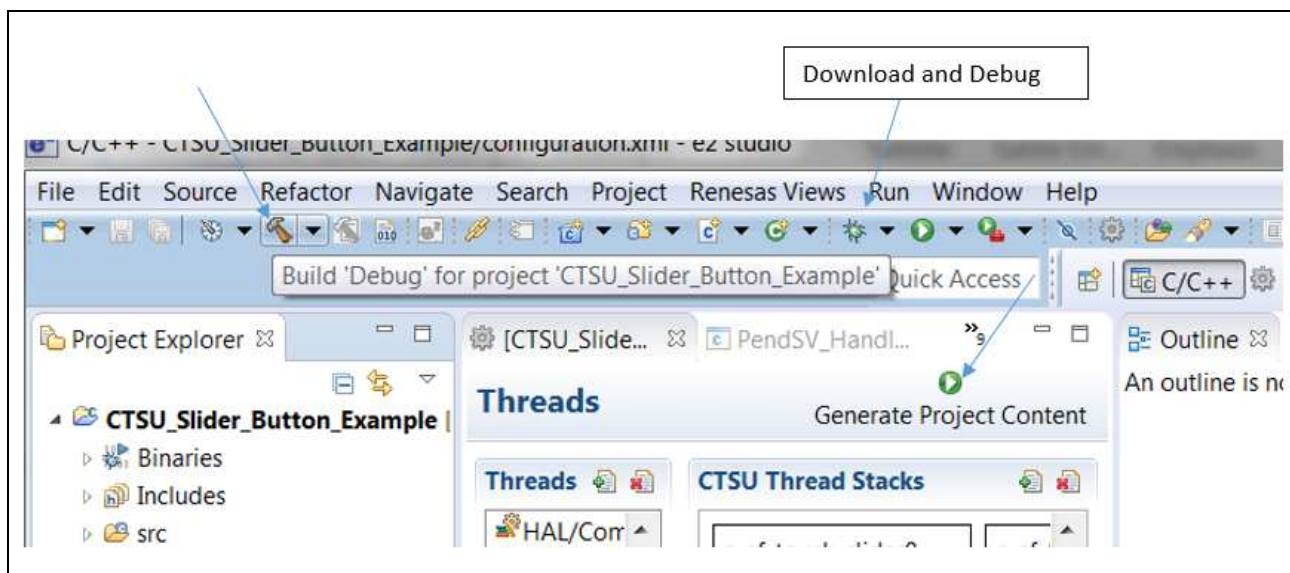 Download and Debug
C/C++ - CTSU_Slider_Button_Example/configuration.xml - e2 studio
File Edit Source Refactor Navigate Search Project Renesas Views Run Window Help
Build 'Debug' for project 'CTSU_Slider_Button_Example'
Quick Access
C/C++
Project Explorer
[CTSU_Slide...
PendSV_Handl...
9
Outline
Threads
Generate Project Content
An outline is no
CTSU_Slider_Button_Example [
Binaries
Includes
src
Threads
CTSU Thread Stacks
HAL/Com